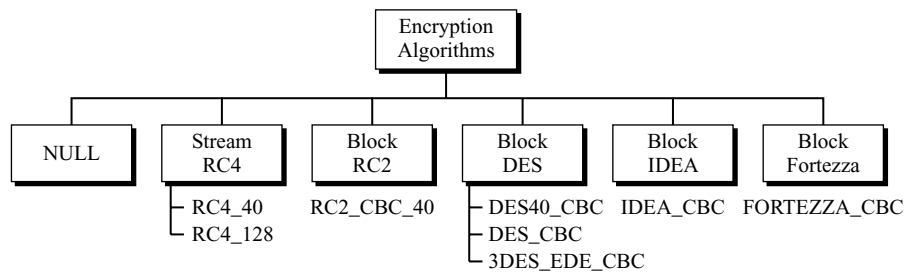 Encryption
Algorithms
NULL
Stream
RC4
Block
RC2
Block
DES
Block
IDEA
Block
Fortezza
RC4_40
RC4_128
RC2_CBC_40
DES40_CBC
DES_CBC
3DES_EDE_CBC
IDEA_CBC
FORTEZZA_CBC